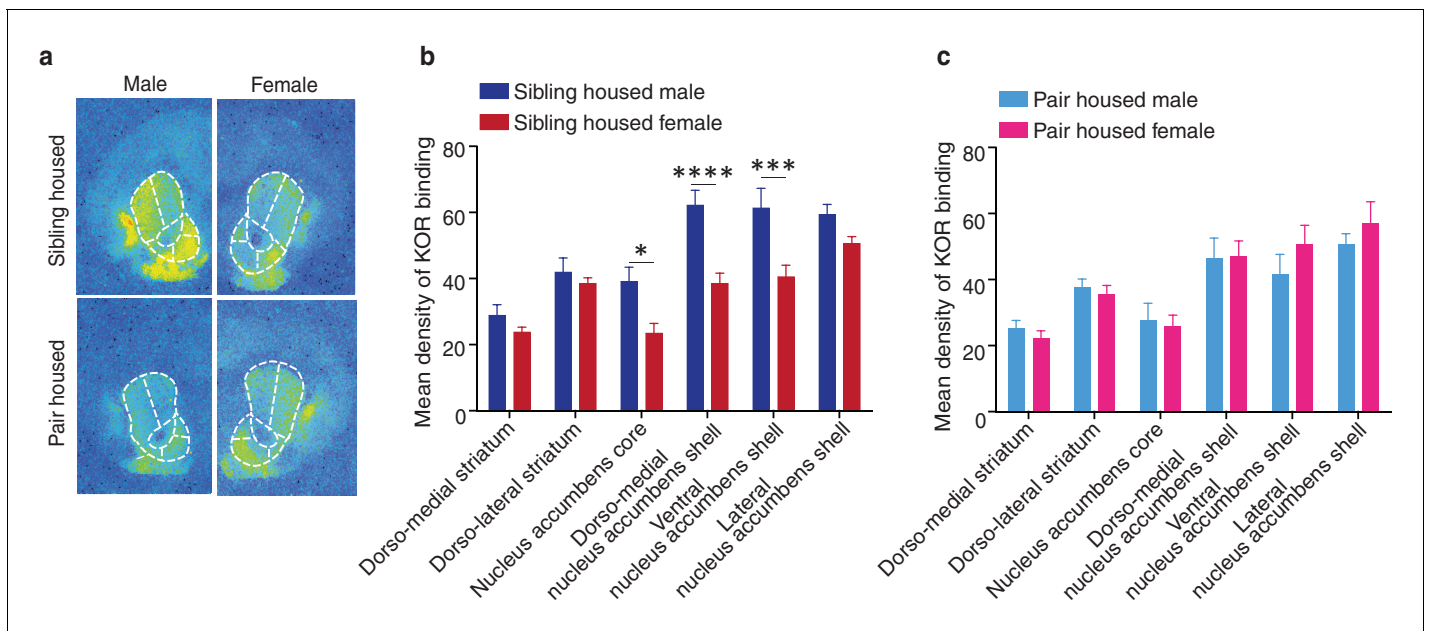 a
Male
Female
Sibling housed
Pair housed
b
Sibling housed male
Sibling housed female
Mean density of KOR binding
80
60
40
20
0
*
****
***
Dorso-medial striatum
Dorso-lateral striatum
Nucleus accumbens core
Dorso-medial
nucleus accumbens shell
Ventral
nucleus accumbens shell
Lateral
nucleus accumbens shell
c
Pair housed male
Pair housed female
Mean density of KOR binding
80
60
40
20
0
Dorso-medial striatum
Dorso-lateral striatum
Nucleus accumbens core
Dorso-medial
nucleus accumbens shell
Ventral
nucleus accumbens shell
Lateral
nucleus accumbens shell